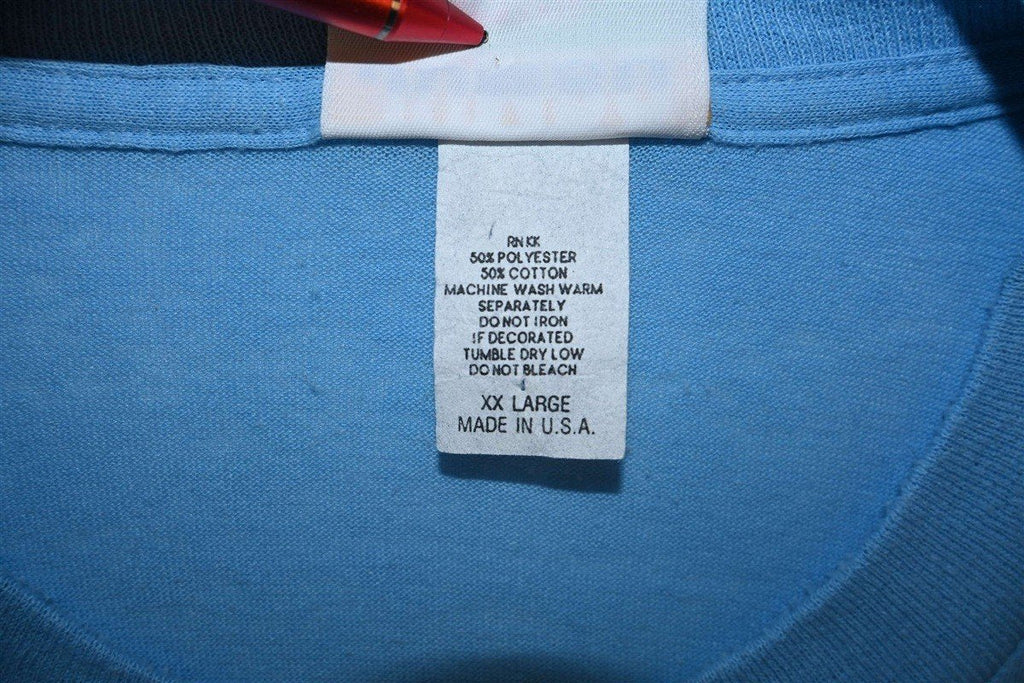 RN KK
50% POLYESTER
50% COTTON
MACHINE WASH WARM
SEPARATELY
DO NOT IRON
IF DECORATED
TUMBLE DRY LOW
DO NOT BLEACH
XX LARGE
MADE IN U.S.A.